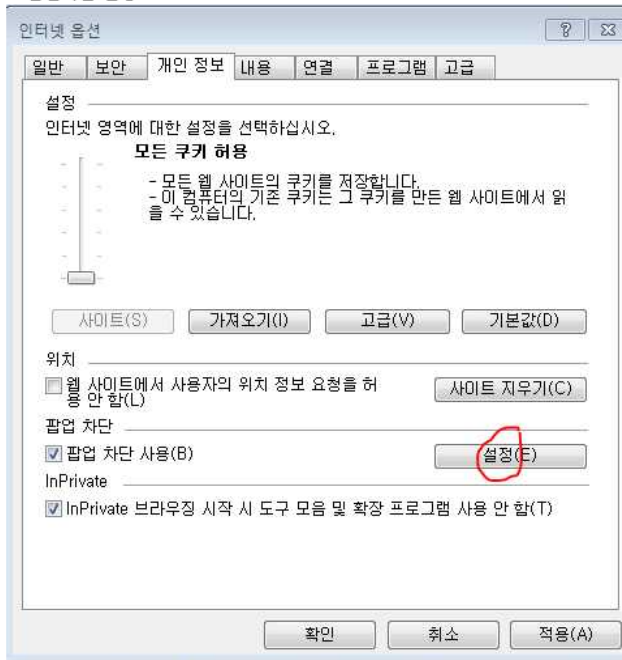 인터넷 옵션
일반 보안 개인 정보 내용 연결 프로그램 고급
설정
인터넷 영역에 대한 설정을 선택하십시오.
모든 쿠키 허용
- 모든 웹 사이트의 쿠키를 저장합니다.
- 이 컴퓨터의 기존 쿠키는 그 쿠키를 만든 웹 사이트에서 읽
을 수 있습니다.
사이트(S) 가져오기(I) 고급(V) 기본값(D)
위치
웹 사이트에서 사용자의 위치 정보 요청을 허
용 안 함(L)
사이트 지우기(C)
팝업 차단
팝업 차단 사용(B) 설정(E)
InPrivate
InPrivate 브라우징 시작 시 도구 모음 및 확장 프로그램 사용 안 함(T)
확인 취소 적용(A)